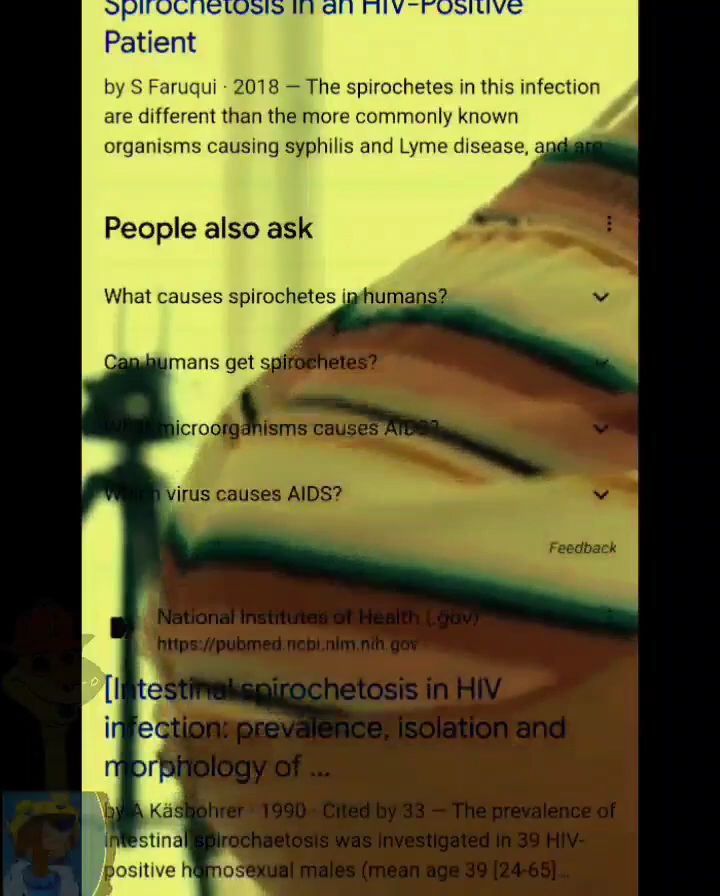 Spirochetosis in an HIV-Positive
Patient
by S Faruqui · 2018 — The spirochetes in this infection
are different than the more commonly known
organisms causing syphilis and Lyme disease, and are
People also ask
What causes spirochetes in humans?
Can humans get spirochetes?
What microorganisms causes AIDS?
Which virus causes AIDS?
Feedback
National Institutes of Health (.gov)
https://pubmed.ncbi.nlm.nih.gov
[Intestinal spirochetosis in HIV
infection: prevalence, isolation and
morphology of ...
by A Käsbohrer · 1990 · Cited by 33 — The prevalence of
intestinal spirochaetosis was investigated in 39 HIV-
positive homosexual males (mean age 39 [24-65]...